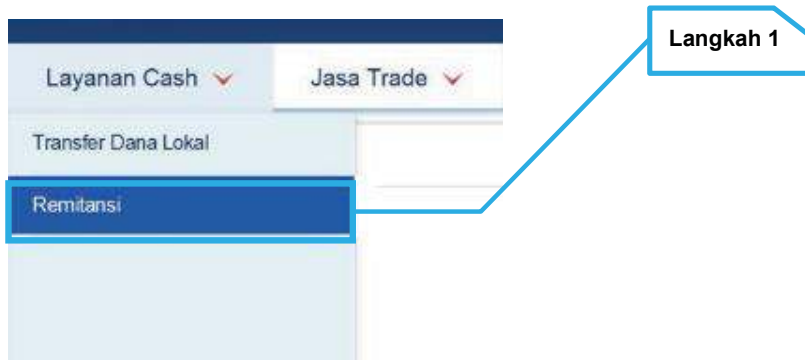 Langkah 1
Layanan Cash
Jasa Trade
Transfer Dana Lokal
Remitansi